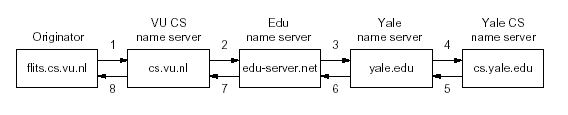 VU CS Edu Yale Yale CS
Originator name server name server name server name server
1 2 3 4
flits.cs.vu.nl cs.vu.nl edu-server.net yale.edu cs.yale.edu
8 7 6 5